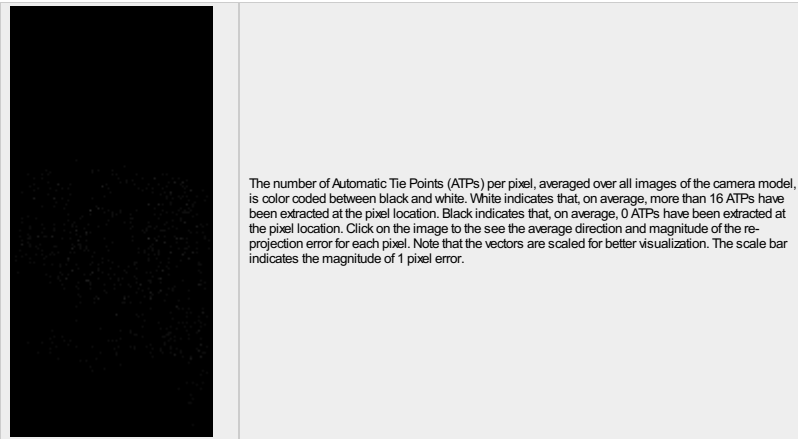 The number of Automatic Tie Points (ATPs) per pixel, averaged over all images of the camera model,
is color coded between black and white. White indicates that, on average, more than 16 ATPs have
been extracted at the pixel location. Black indicates that, on average, 0 ATPs have been extracted at
the pixel location. Click on the image to the see the average direction and magnitude of the re-
projection error for each pixel. Note that the vectors are scaled for better visualization. The scale bar
indicates the magnitude of 1 pixel error.